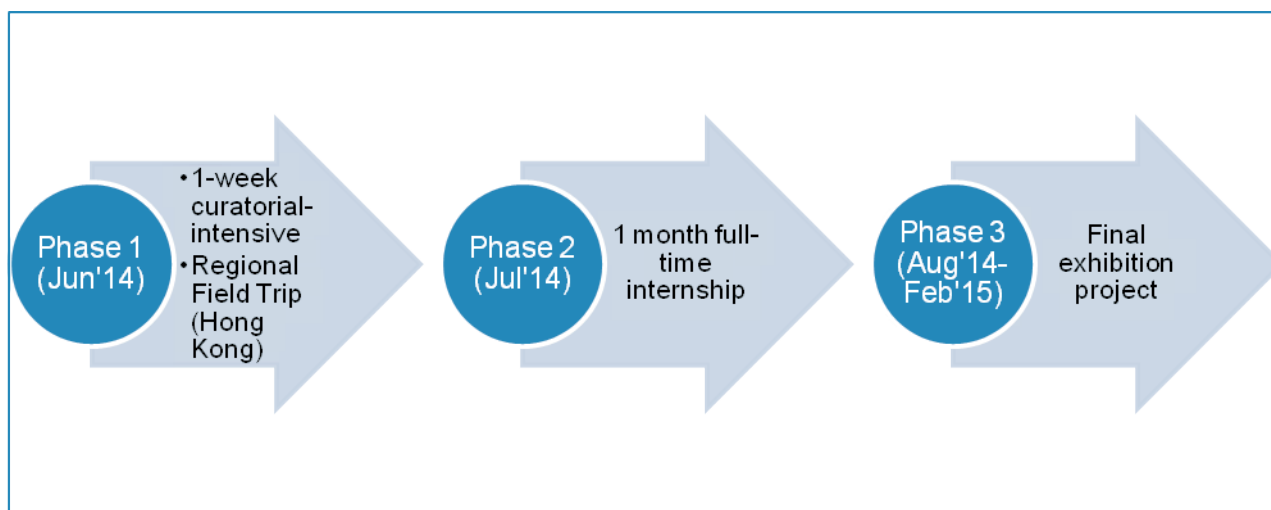 Phase 1
(Jun'14)
•1-week
curatorial-
intensive
•Regional
Field Trip
(Hong
Kong)
Phase 2
(Jul'14)
1 month full-
time
internship
Phase 3
(Aug'14-
Feb'15)
Final
exhibition
project